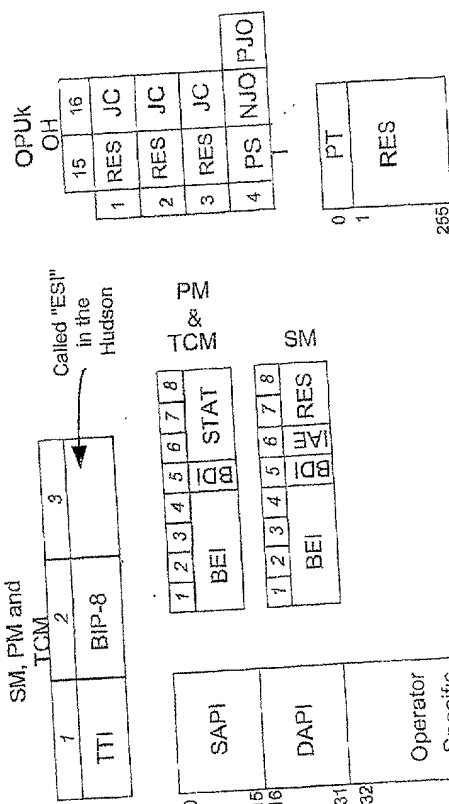 SM, PM and
TCM
1 2 3
TTI BIP-8
Called "ESI"
in the
Hudson
SAPI
15
16
DAPI
31
32
Operator
PM
&
TCM
1 2 3 4 5 6 7 8
BEI BDI STAT
SM
1 2 3 4 5 6 7 8
BEI BDI IAE RES
OPUk
OH
15 16
1 RES JC
2 RES JC
3 RES JC
4 PS NJO PJO
0 PT
1
RES
255